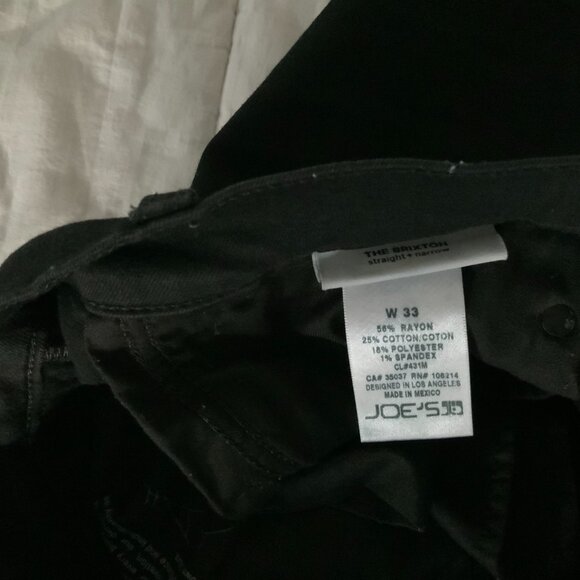 THE BRIXTON
straight + narrow
W 33
56% RAYON
25% COTTON/COTON
18% POLYESTER
1% SPANDEX
CL#431M
CA# 35037 RN# 106214
DESIGNED IN LOS ANGELES
MADE IN MEXICO
JOE'S